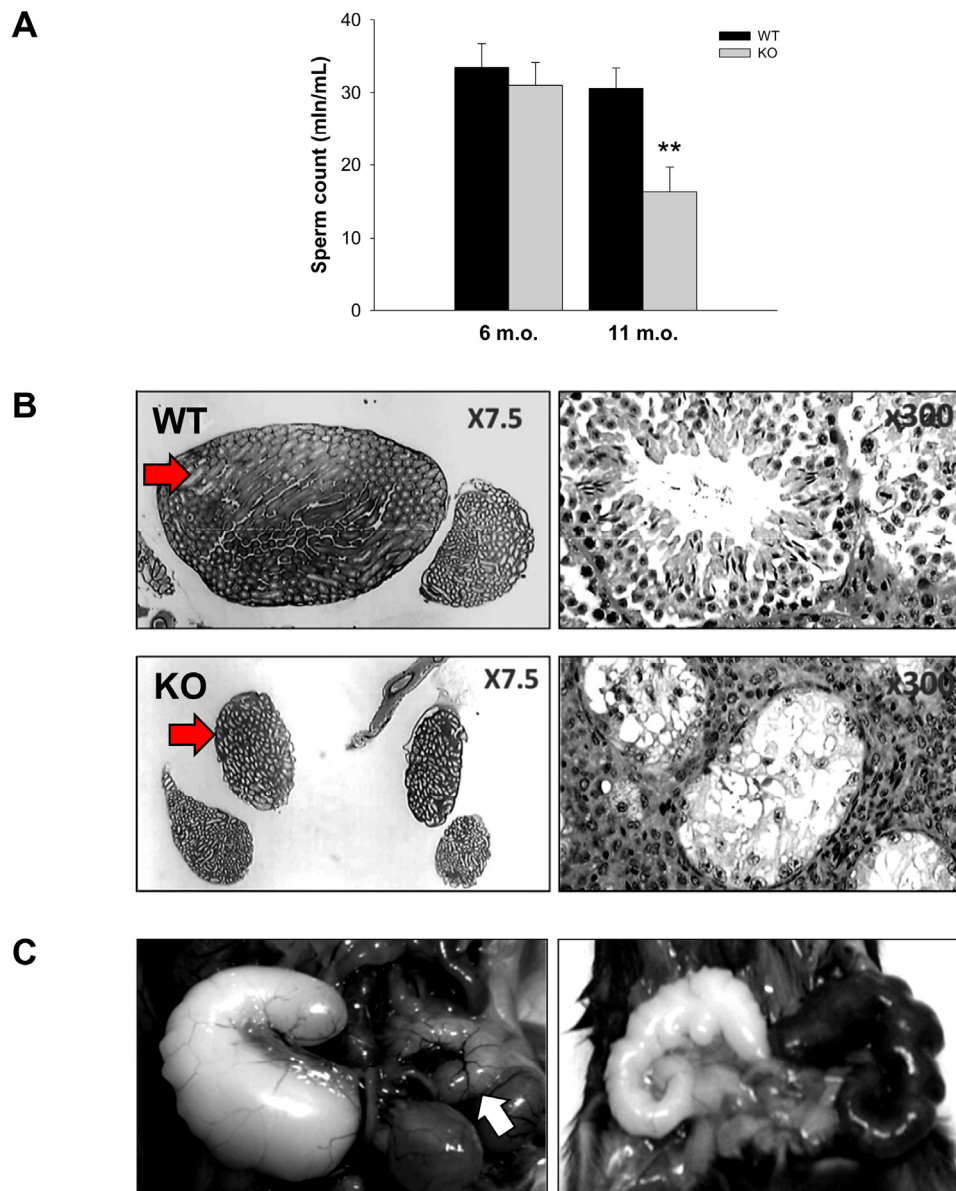 A
Sperm count (mln/mL)
40
30
20
10
0
WT
KO
**
6 m.o.
11 m.o.
B
WT
X7.5
x300
KO
X7.5
x300
C